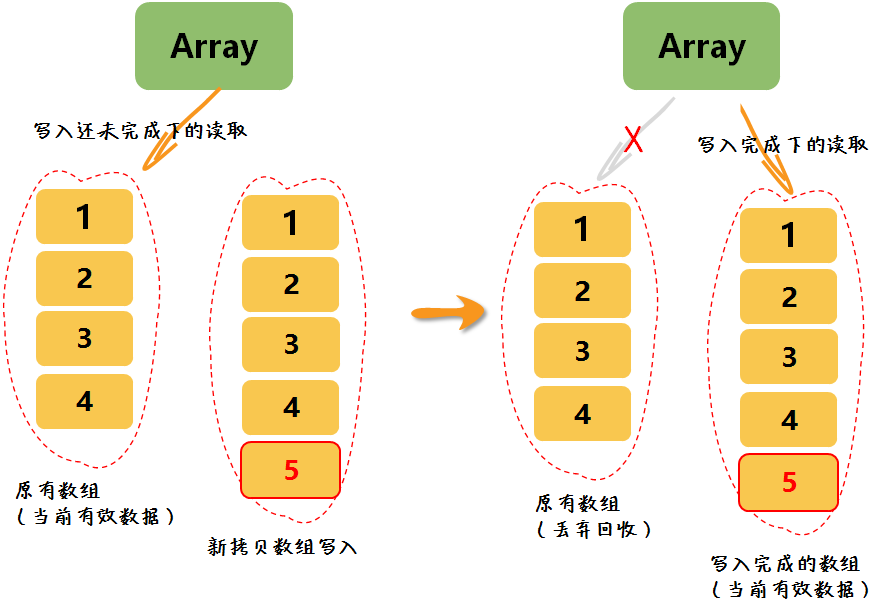 Array
写入还未完成下的读取
1
2
3
4
原有数组
（当前有效数据）
1
2
3
4
5
新拷贝数组写入
Array
X
写入完成下的读取
1
2
3
4
原有数组
（丢弃回收）
1
2
3
4
5
写入完成的数组
（当前有效数据）